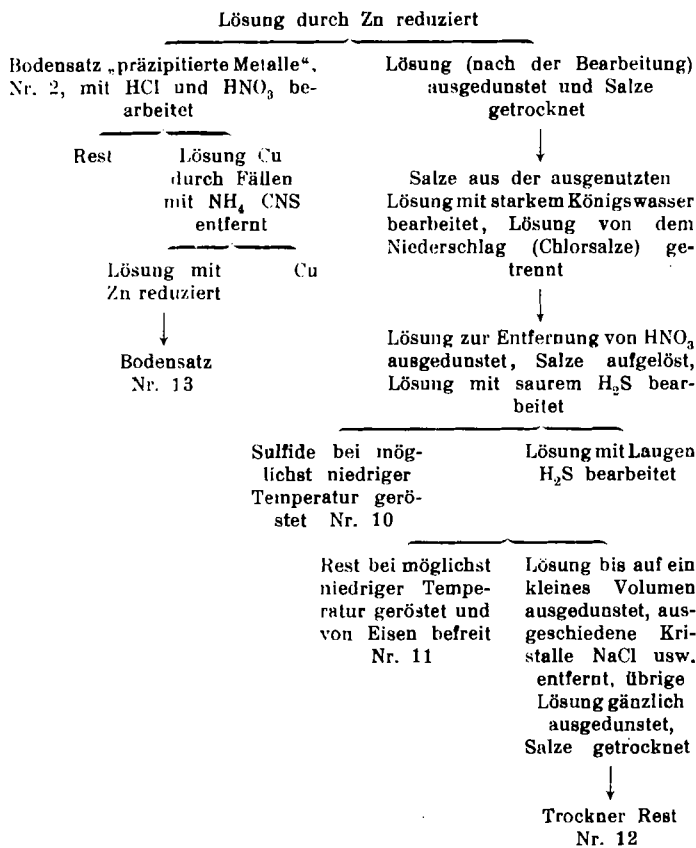 Lösung durch Zn reduziert
Bodensatz „präzipitierte Metalle“,
Nr. 2, mit HCl und HNO₃ be-
arbeitet
Rest
Lösung Cu
durch Fällen
mit NH₄ CNS
entfernt
Lösung mit
Zn reduziert
Cu
Bodensatz
Nr. 13
Lösung (nach der Bearbeitung)
ausgedunstet und Salze
getrocknet
Salze aus der ausgenutzten
Lösung mit starkem Königswasser
bearbeitet, Lösung von dem
Niederschlag (Chlorsalze) ge-
trennt
Lösung zur Entfernung von HNO₃
ausgedunstet, Salze aufgelöst,
Lösung mit saurem H₂S bear-
beitet
Sulfide bei mög-
lichst niedriger
Temperatur gerö-
stet Nr. 10
Lösung mit Laugen
H₂S bearbeitet
Rest bei möglichst
niedriger Tempe-
ratur geröstet und
von Eisen befreit
Nr. 11
Lösung bis auf ein
kleines Volumen
ausgedunstet, aus-
geschiedene Kri-
stalle NaCl usw.
entfernt, übrige
Lösung gänzlich
ausgedunstet,
Salze getrocknet
Trockner Rest
Nr. 12